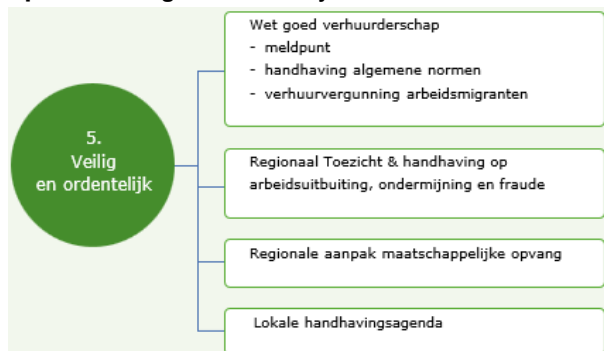 5.
Veilig
en ordentelijk
Wet goed verhuurderschap
- meldpunt
- handhaving algemene normen
- verhuurvergunning arbeidsmigranten
Regionaal Toezicht & handhaving op
arbeidsuitbuiting, ondermijning en fraude
Regionale aanpak maatschappelijke opvang
Lokale handhavingsagenda